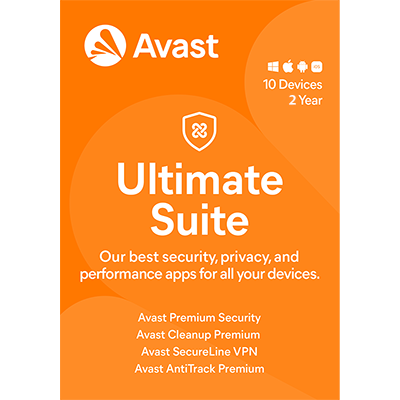 Avast
10 Devices
2 Year
Ultimate
Suite
Our best security, privacy, and
performance apps for all your devices.
Avast Premium Security
Avast Cleanup Premium
Avast SecureLine VPN
Avast AntiTrack Premium